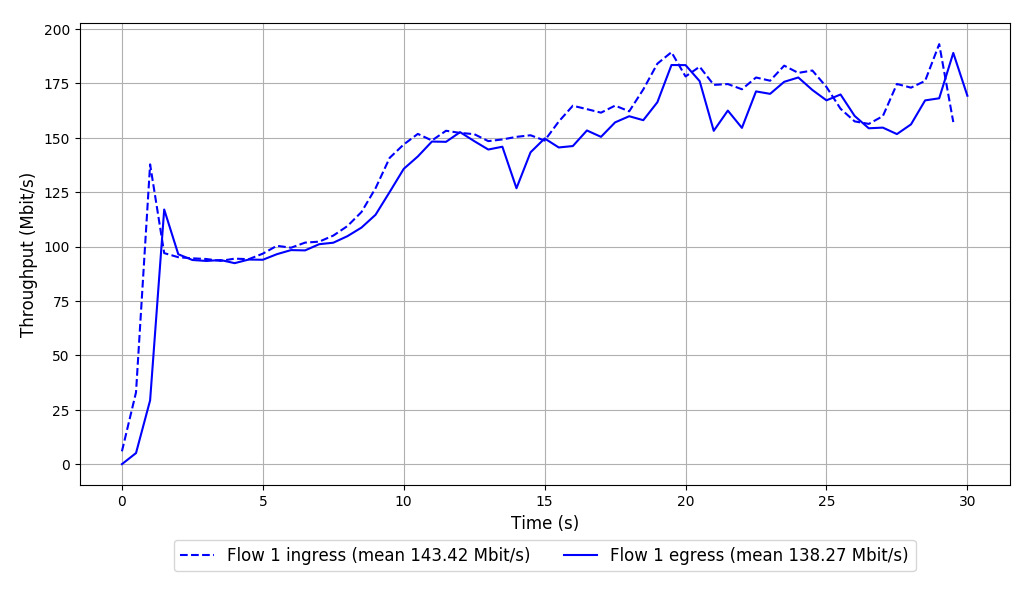 200
175
150
125
100
75
50
25
0
Throughput (Mbit/s)
0 5 10 15 20 25 30
Time (s)
Flow 1 ingress (mean 143.42 Mbit/s) Flow 1 egress (mean 138.27 Mbit/s)